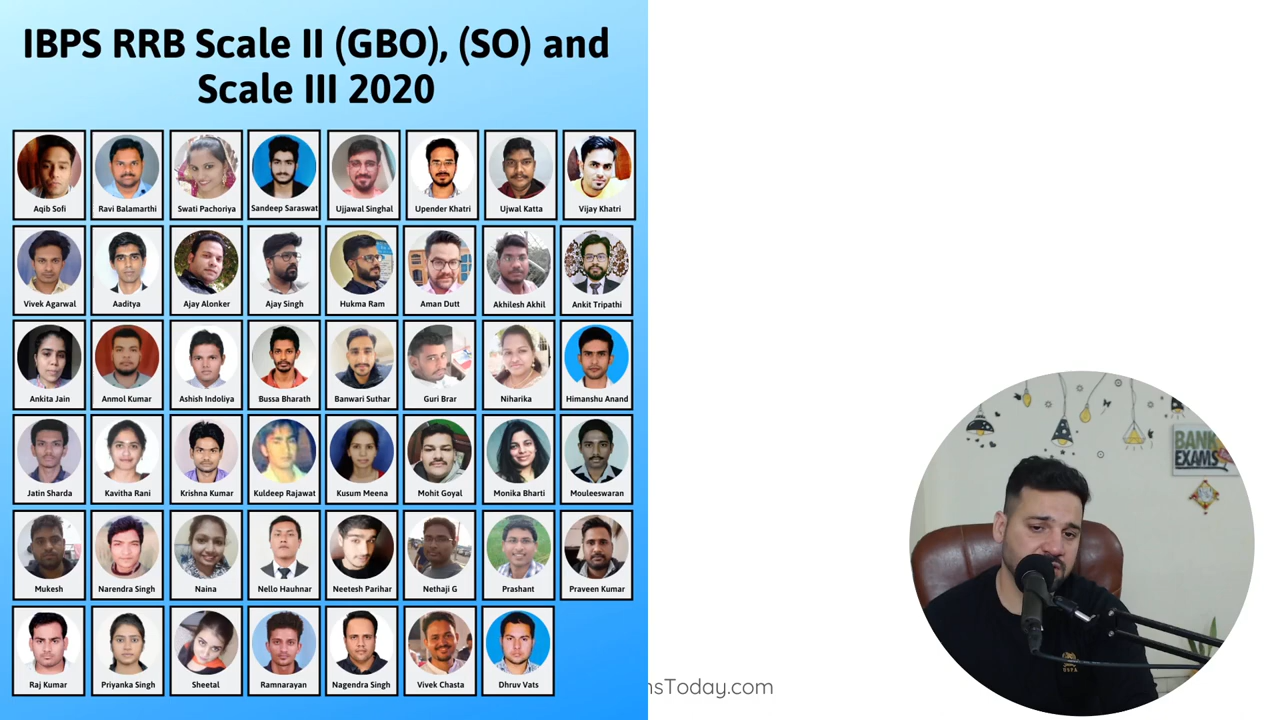 IBPS RRB Scale II (GBO), (SO) and
Scale III 2020
Aqib Sofi
Ravi Balamarthi
Swati Pachoriya
Sandeep Saraswat
Ujjawal Singhal
Upender Khatri
Ujwal Katta
Vijay Khatri
Vivek Agarwal
Aaditya
Ajay Alonker
Ajay Singh
Hukma Ram
Aman Dutt
Akhilesh Akhil
Ankit Tripathi
Ankita Jain
Anmol Kumar
Ashish Indoliya
Bussa Bharath
Banwari Suthar
Guri Brar
Niharika
Himanshu Anand
Jatin Sharda
Kavitha Rani
Krishna Kumar
Kuldeep Rajawat
Kusum Meena
Mohit Goyal
Monika Bharti
Mouleeswaran
Mukesh
Narendra Singh
Naina
Nello Hauhnar
Neetesh Parihar
Nethaji G
Prashant
Praveen Kumar
Raj Kumar
Priyanka Singh
Sheetal
Ramnarayan
Nagendra Singh
Vivek Chasta
Dhruv Vats
nsToday.com
BANK
EXAMS
USPA